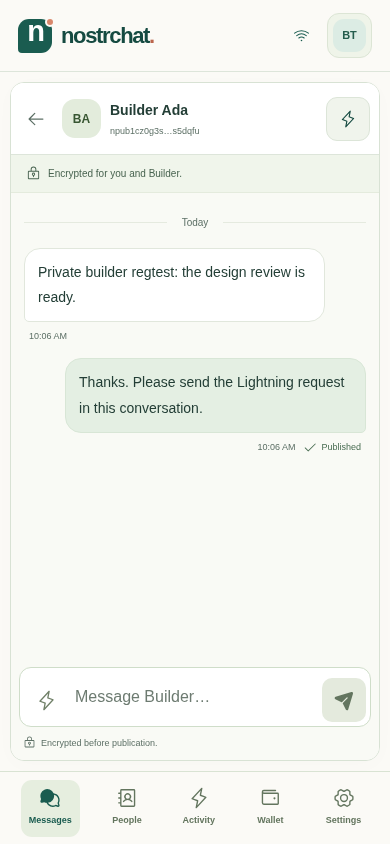 n nostrchat.
BT
BA
Builder Ada
npub1cz0g3s…s5dqfu
Encrypted for you and Builder.
Today
Private builder regtest: the design review is
ready.
10:06 AM
Thanks. Please send the Lightning request
in this conversation.
10:06 AM Published
Message Builder…
Encrypted before publication.
Messages People Activity Wallet Settings